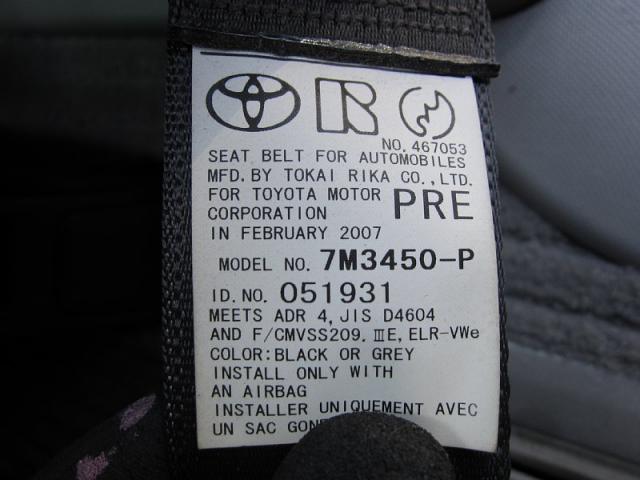 NO. 467053
SEAT BELT FOR AUTOMOBILES
MFD. BY TOKAI RIKA CO., LTD.
FOR TOYOTA MOTOR
CORPORATION PRE
IN FEBRUARY 2007
MODEL NO. 7M3450-P
ID. NO. 051931
MEETS ADR 4, JIS D4604
AND F/CMVSS209. ⅢE, ELR-VWe
COLOR:BLACK OR GREY
INSTALL ONLY WITH
AN AIRBAG
INSTALLER UNIQUEMENT AVEC
UN SAC